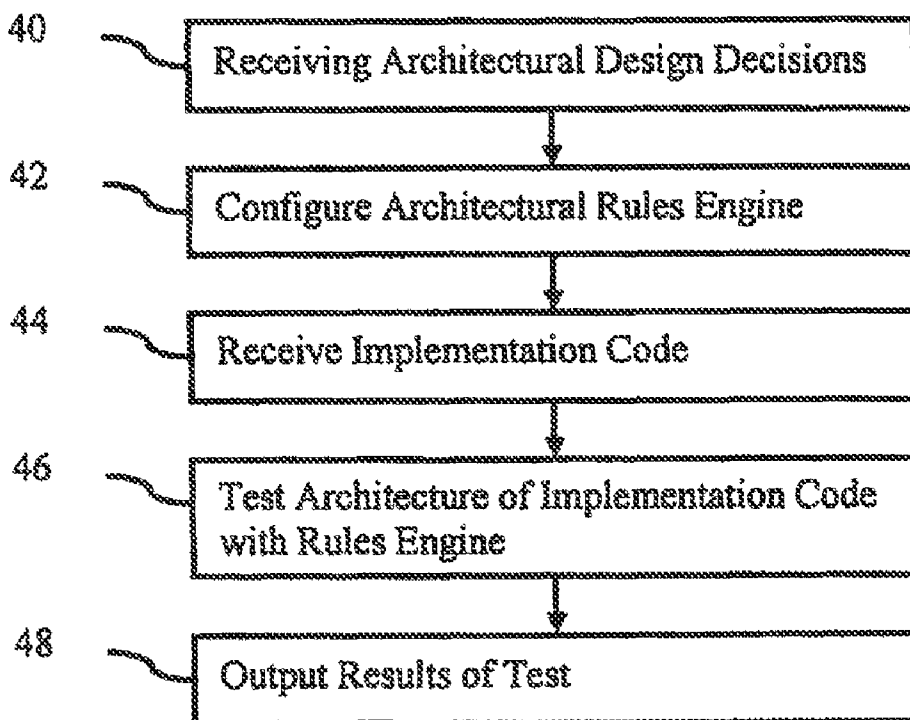 40
Receiving Architectural Design Decisions
42
Configure Architectural Rules Engine
44
Receive Implementation Code
46
Test Architecture of Implementation Code
with Rules Engine
48
Output Results of Test